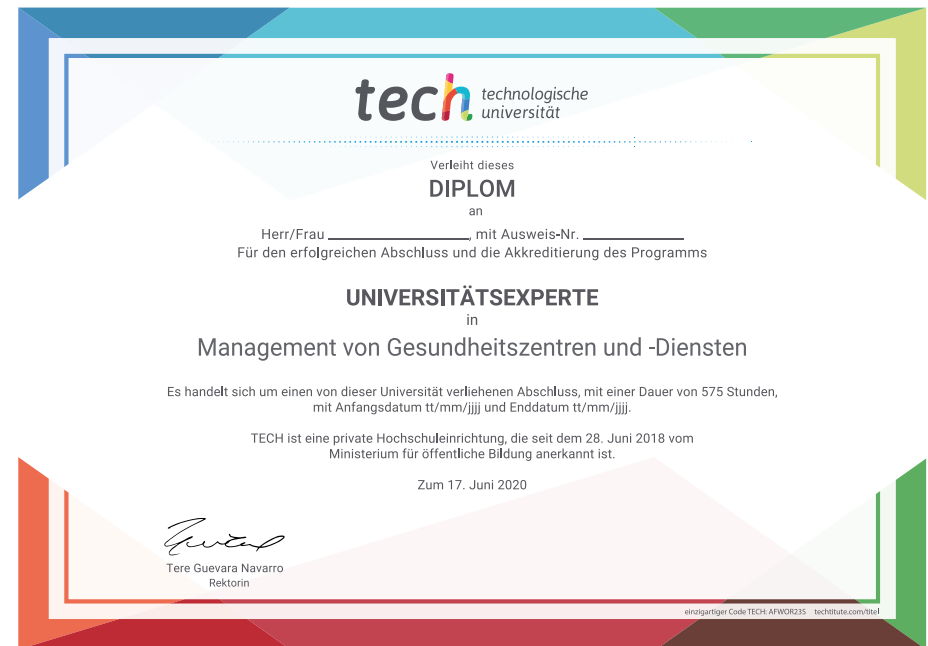 tech technologische
universität
Verleiht dieses
DIPLOM
an
Herr/Frau ____________, mit Ausweis-Nr. ____________
Für den erfolgreichen Abschluss und die Akkreditierung des Programms
UNIVERSITÄTSEXPERTE
in
Management von Gesundheitszentren und -Diensten
Es handelt sich um einen von dieser Universität verliehenen Abschluss, mit einer Dauer von 575 Stunden,
mit Anfangsdatum tt/mm/jjjj und Enddatum tt/mm/jjjj.
TECH ist eine private Hochschuleinrichtung, die seit dem 28. Juni 2018 vom
Ministerium für öffentliche Bildung anerkannt ist.
Zum 17. Juni 2020
Tere Guevara Navarro
Rektorin
einzigartiger Code TECH: AFWOR23S techtitute.com/titel